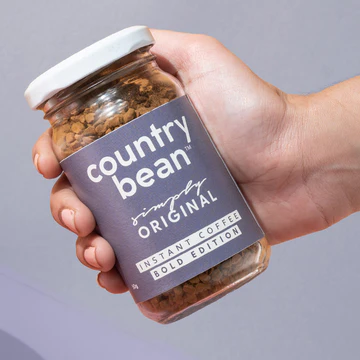 country
bean™
simply
ORIGINAL
INSTANT COFFEE
BOLD EDITION